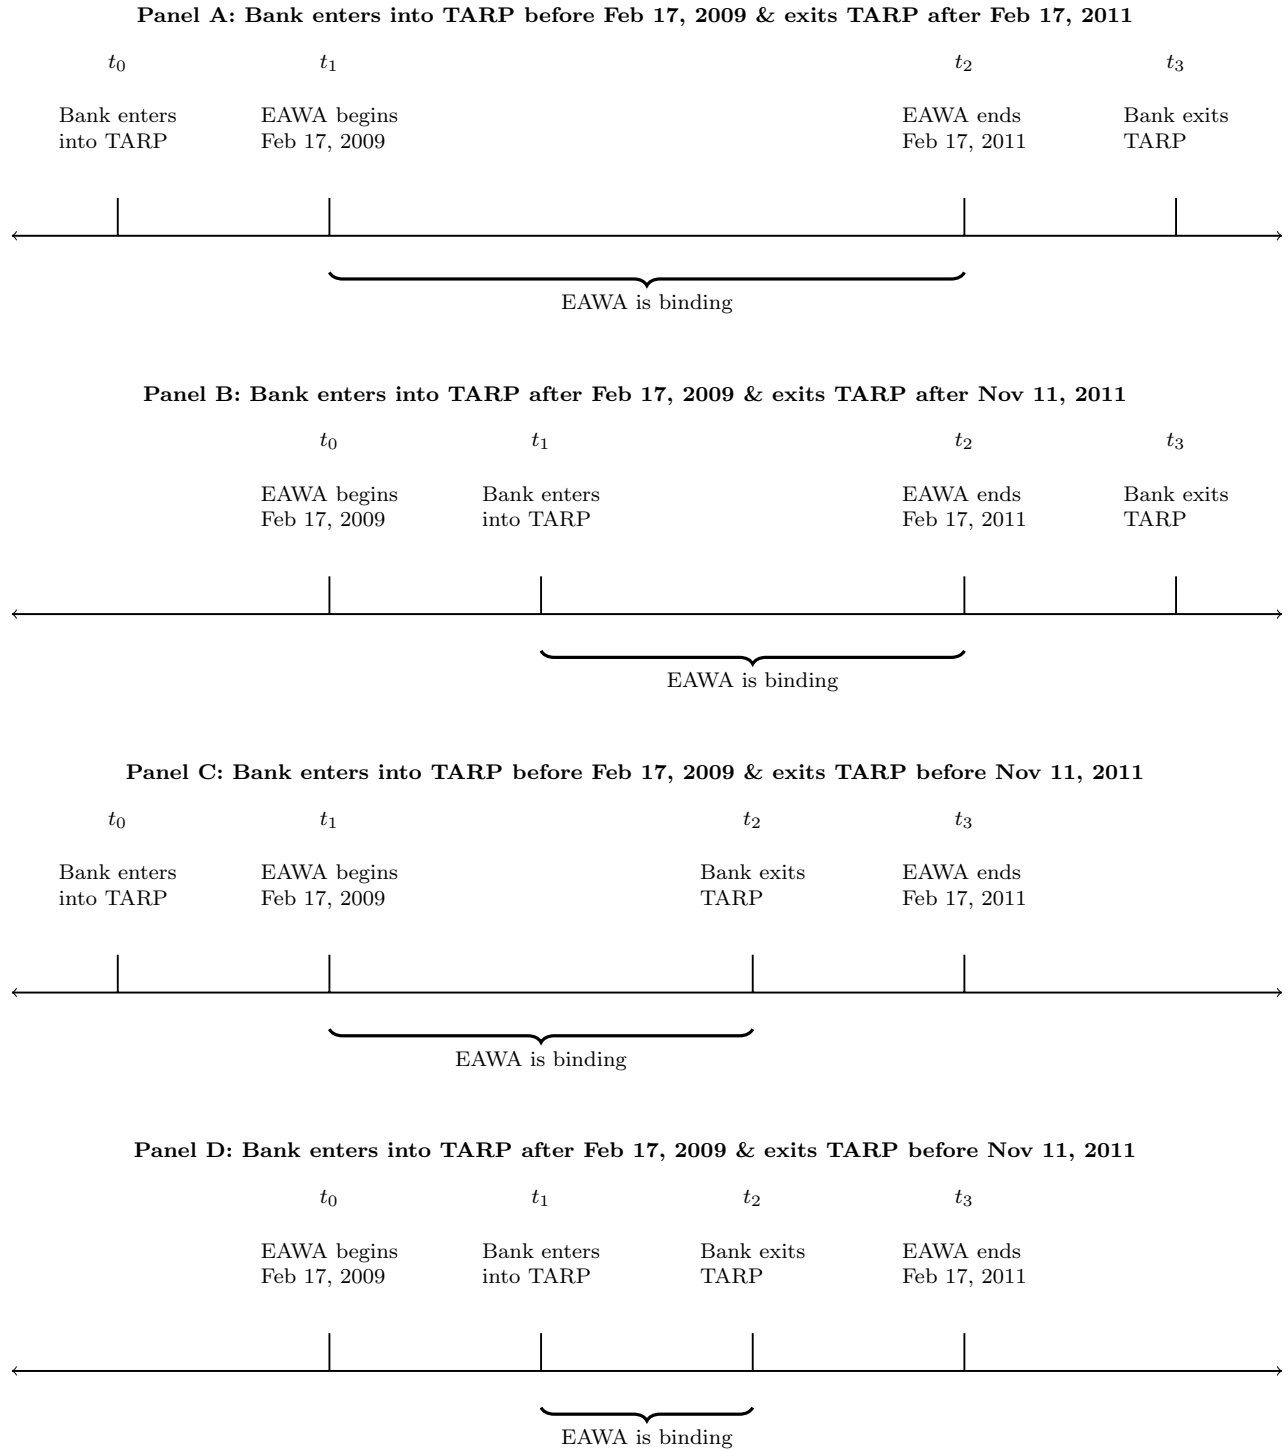 Panel A: Bank enters into TARP before Feb 17, 2009 & exits TARP after Feb 17, 2011
t0 t1 t2 t3
Bank enters EAWA begins EAWA ends Bank exits
into TARP Feb 17, 2009 Feb 17, 2011 TARP
EAWA is binding
Panel B: Bank enters into TARP after Feb 17, 2009 & exits TARP after Nov 11, 2011
t0 t1 t2 t3
EAWA begins Bank enters EAWA ends Bank exits
Feb 17, 2009 into TARP Feb 17, 2011 TARP
EAWA is binding
Panel C: Bank enters into TARP before Feb 17, 2009 & exits TARP before Nov 11, 2011
t0 t1 t2 t3
Bank enters EAWA begins Bank exits EAWA ends
into TARP Feb 17, 2009 TARP Feb 17, 2011
EAWA is binding
Panel D: Bank enters into TARP after Feb 17, 2009 & exits TARP before Nov 11, 2011
t0 t1 t2 t3
EAWA begins Bank enters Bank exits EAWA ends
Feb 17, 2009 into TARP TARP Feb 17, 2011
EAWA is binding